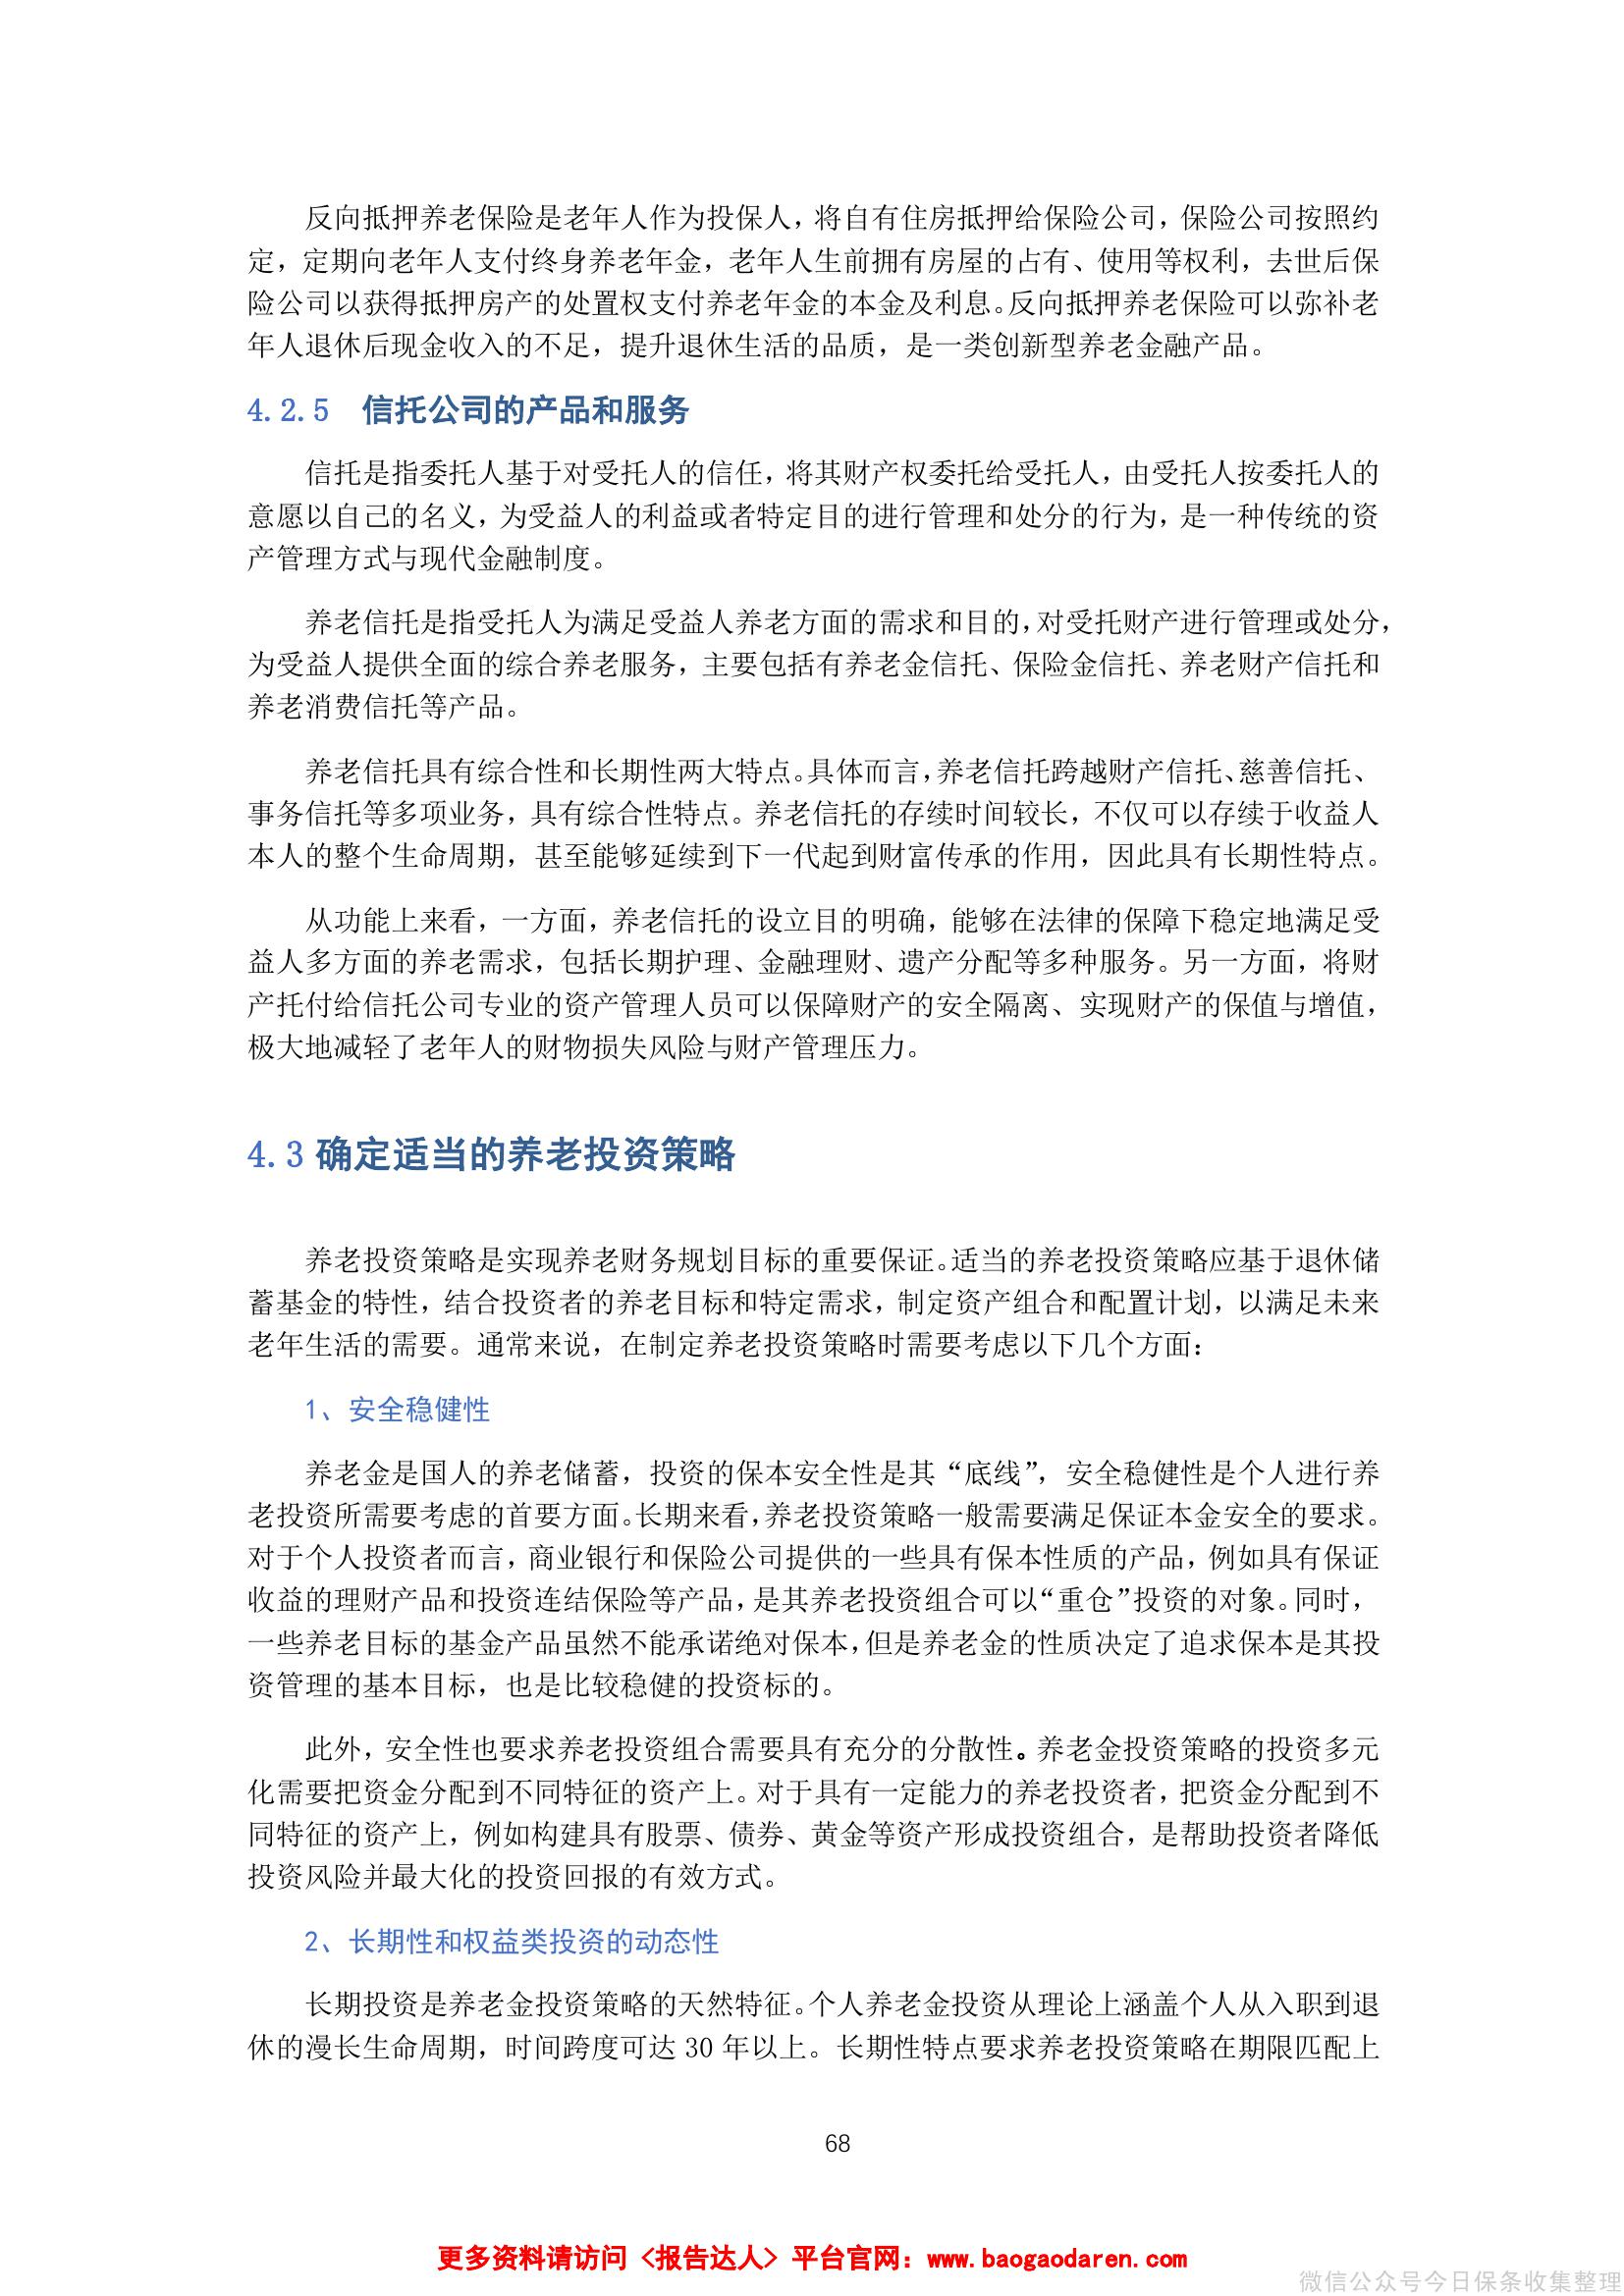 反向抵押养老保险是老年人作为投保人，将自有住房抵押给保险公司，保险公司按照约
定，定期向老年人支付终身养老年金，老年人生前拥有房屋的占有、使用等权利，去世后保
险公司以获得抵押房产的处置权支付养老年金的本金及利息。反向抵押养老保险可以弥补老
年人退休后现金收入的不足，提升退休生活的品质，是一类创新型养老金融产品。
4.2.5 信托公司的产品和服务
信托是指委托人基于对受托人的信任，将其财产权委托给受托人，由受托人按委托人的
意愿以自己的名义，为受益人的利益或者特定目的进行管理和处分的行为，是一种传统的资
产管理方式与现代金融制度。
养老信托是指受托人为满足受益人养老方面的需求和目的，对受托财产进行管理或处分，
为受益人提供全面的综合养老服务，主要包括有养老金信托、保险金信托、养老财产信托和
养老消费信托等产品。
养老信托具有综合性和长期性两大特点。具体而言，养老信托跨越财产信托、慈善信托、
事务信托等多项业务，具有综合性特点。养老信托的存续时间较长，不仅可以存续于收益人
本人的整个生命周期，甚至能够延续到下一代起到财富传承的作用，因此具有长期性特点。
从功能上来看，一方面，养老信托的设立目的明确，能够在法律的保障下稳定地满足受
益人多方面的养老需求，包括长期护理、金融理财、遗产分配等多种服务。另一方面，将财
产托付给信托公司专业的资产管理人员可以保障财产的安全隔离、实现财产的保值与增值，
极大地减轻了老年人的财物损失风险与财产管理压力。
4.3 确定适当的养老投资策略
养老投资策略是实现养老财务规划目标的重要保证。适当的养老投资策略应基于退休储
蓄基金的特性，结合投资者的养老目标和特定需求，制定资产组合和配置计划，以满足未来
老年生活的需要。通常来说，在制定养老投资策略时需要考虑以下几个方面：
1、安全稳健性
养老金是国人的养老储蓄，投资的保本安全性是其“底线”，安全稳健性是个人进行养
老投资所需要考虑的首要方面。长期来看，养老投资策略一般需要满足保证本金安全的要求。
对于个人投资者而言，商业银行和保险公司提供的一些具有保本性质的产品，例如具有保证
收益的理财产品和投资连结保险等产品，是其养老投资组合可以“重仓”投资的对象。同时，
一些养老目标的基金产品虽然不能承诺绝对保本，但是养老金的性质决定了追求保本是其投
资管理的基本目标，也是比较稳健的投资标的。
此外，安全性也要求养老投资组合需要具有充分的分散性。养老金投资策略的投资多元
化需要把资金分配到不同特征的资产上。对于具有一定能力的养老投资者，把资金分配到不
同特征的资产上，例如构建具有股票、债券、黄金等资产形成投资组合，是帮助投资者降低
投资风险并最大化的投资回报的有效方式。
2、长期性和权益类投资的动态性
长期投资是养老金投资策略的天然特征。个人养老金投资从理论上涵盖个人从入职到退
休的漫长生命周期，时间跨度可达 30 年以上。长期性特点要求养老投资策略在期限匹配上
68
更多资料请访问《报告达人》平台官网：www.baogaodaren.com
微信公众号今日保条收集整理